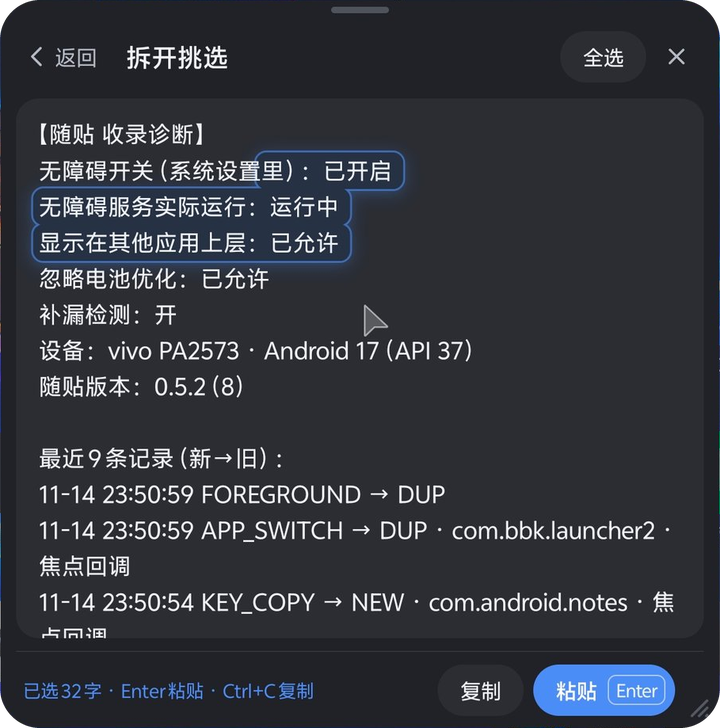 返回
拆开挑选
全选
【随贴 收录诊断】
无障碍开关(系统设置里)：已开启
无障碍服务实际运行：运行中
显示在其他应用上层：已允许
忽略电池优化：已允许
补漏检测：开
设备：vivo PA2573 · Android 17 (API 37)
随贴版本：0.5.2 (8)
最近9条记录(新→旧)：
11-14 23:50:59 FOREGROUND → DUP
11-14 23:50:59 APP_SWITCH → DUP · com.bbk.launcher2 ·
焦点回调
11-14 23:50:54 KEY_COPY → NEW · com.android.notes · 焦
点回调
已选32字 · Enter粘贴 · Ctrl+C复制
复制
粘贴 Enter